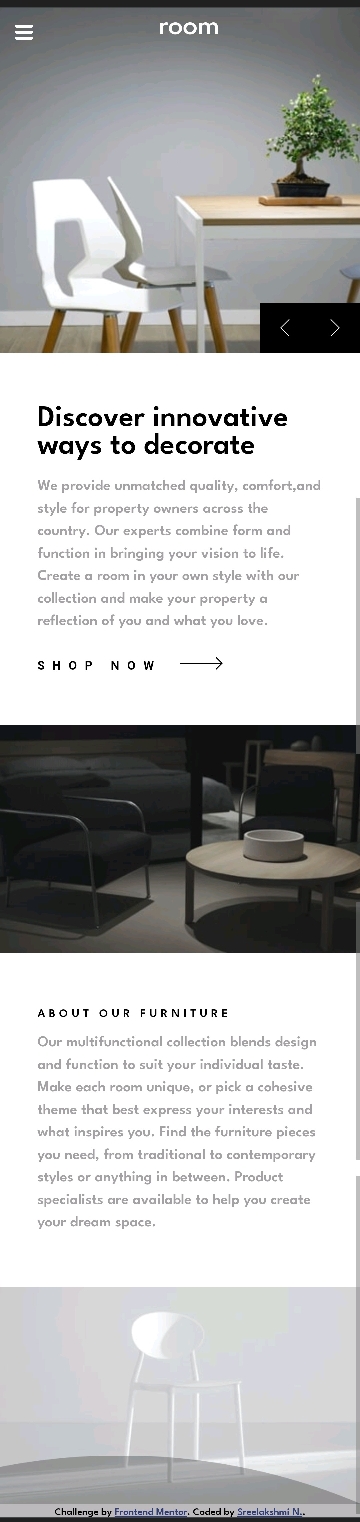 room
Discover innovative
ways to decorate
We provide unmatched quality, comfort,and
style for property owners across the
country. Our experts combine form and
function in bringing your vision to life.
Create a room in your own style with our
collection and make your property a
reflection of you and what you love.
SHOP NOW
ABOUT OUR FURNITURE
Our multifunctional collection blends design
and function to suit your individual taste.
Make each room unique, or pick a cohesive
theme that best express your interests and
what inspires you. Find the furniture pieces
you need, from traditional to contemporary
styles or anything in between. Product
specialists are available to help you create
your dream space.
Challenge by Frontend Mentor. Coded by Sreelakshmi N..